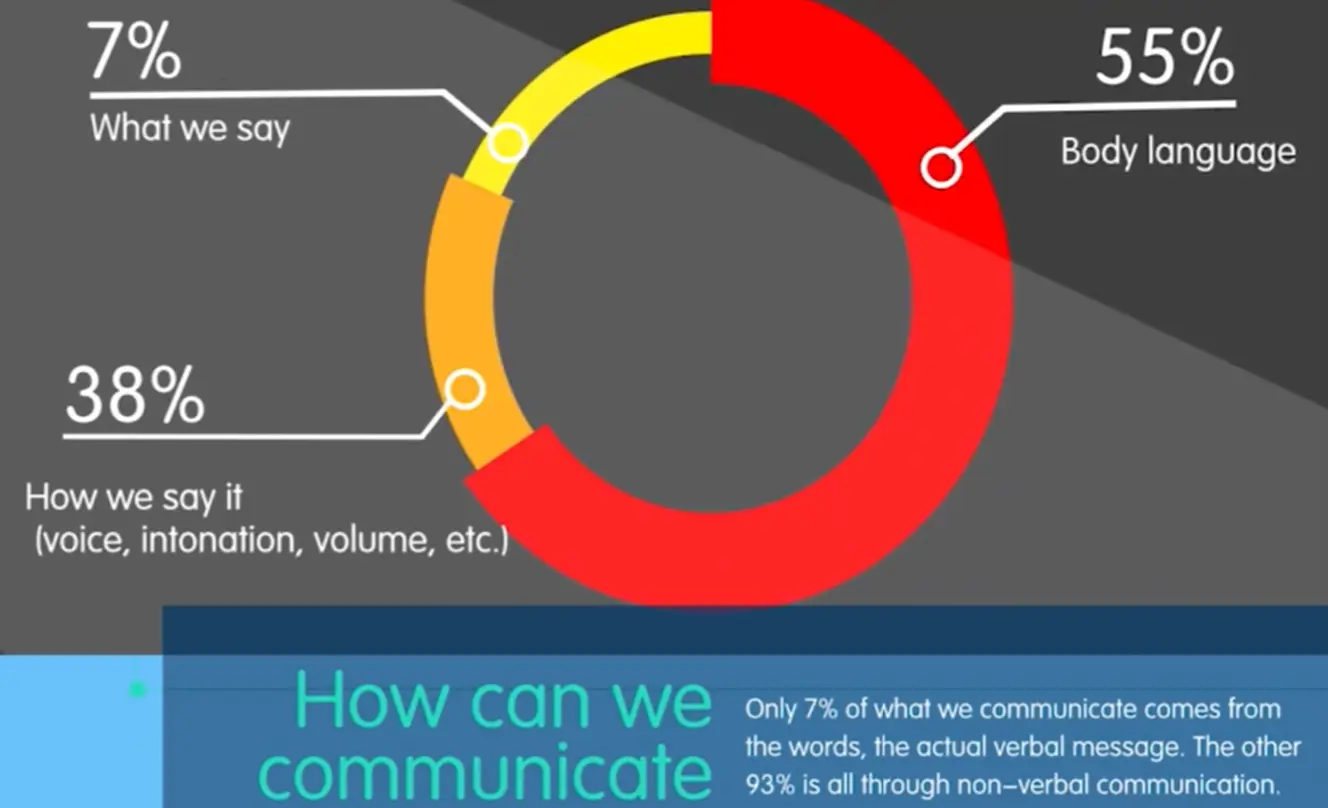 7%
What we say
55%
Body language
38%
How we say it
(voice, intonation, volume, etc.)
How can we
communicate
Only 7% of what we communicate comes from
the words, the actual verbal message. The other
93% is all through non–verbal communication.